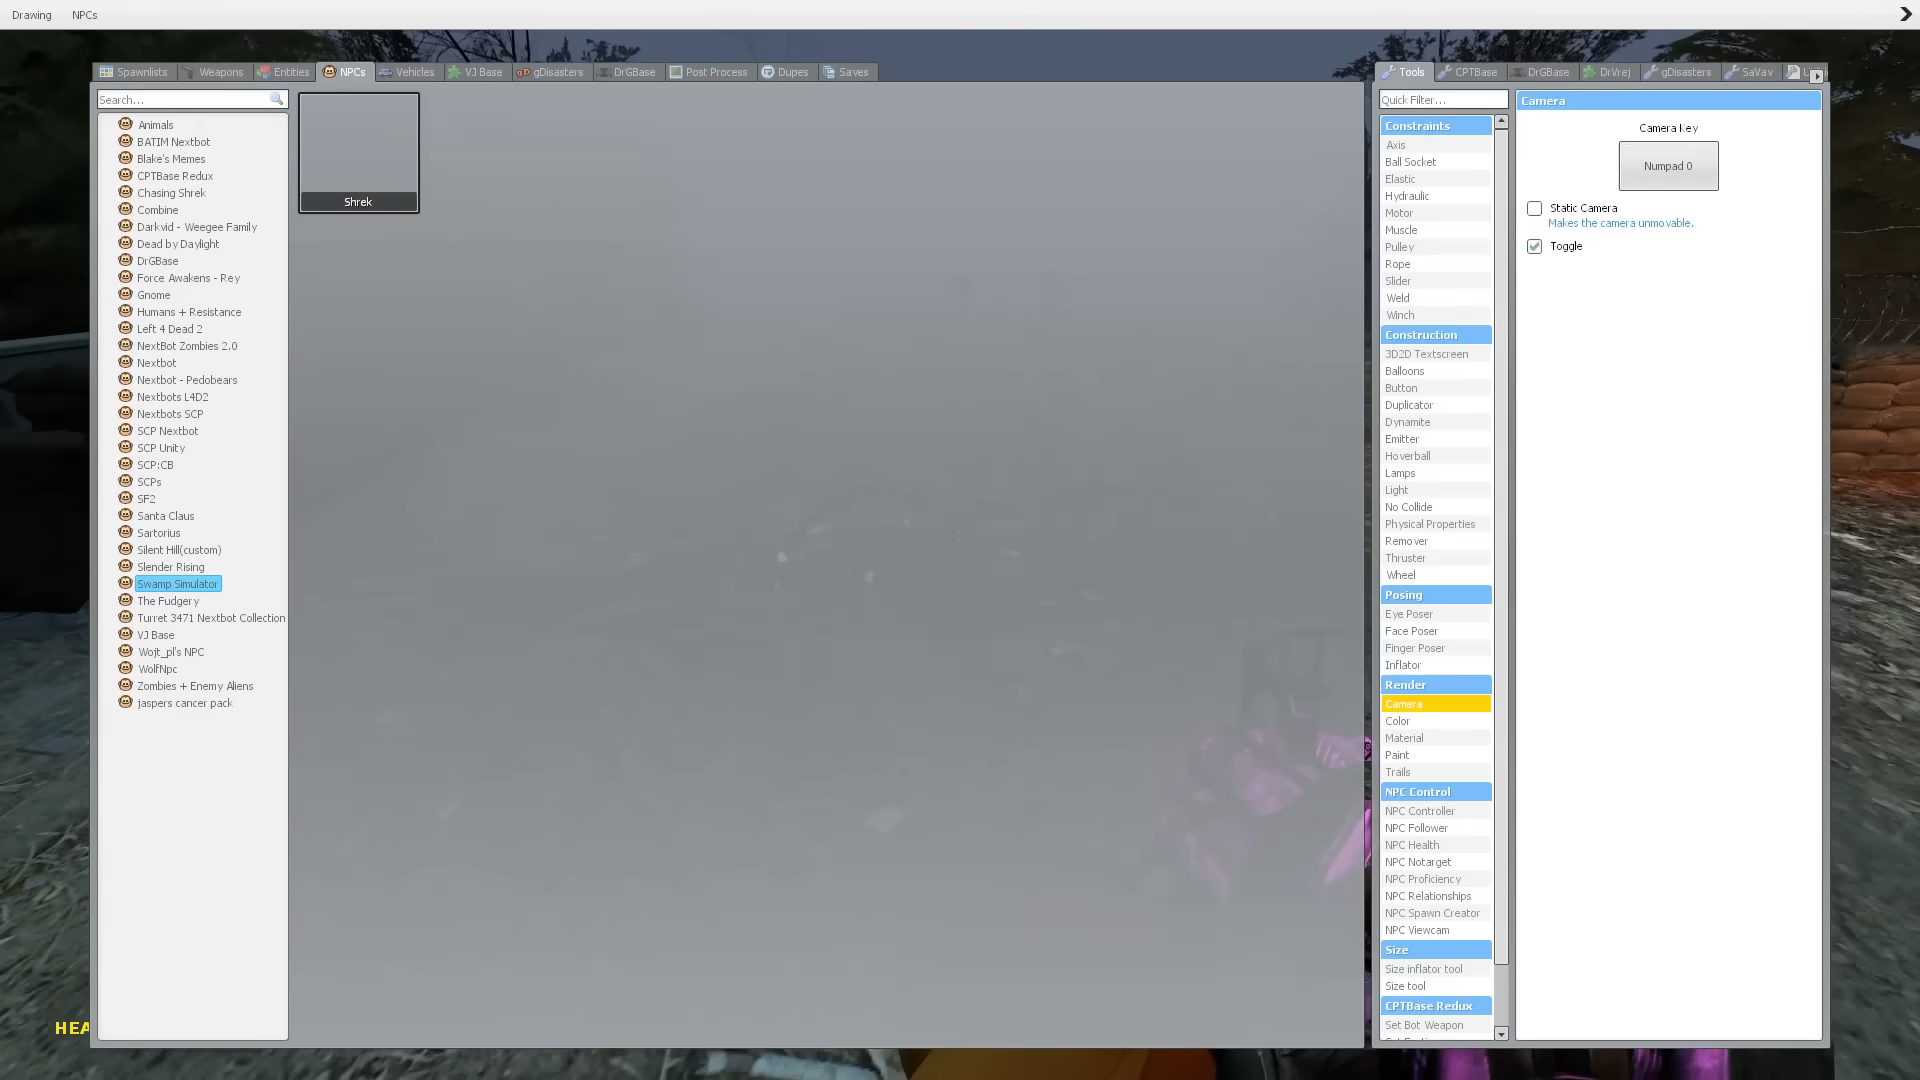 Drawing NPCs
Spawnlists Weapons Entities NPCs Vehicles VJ Base gDisasters DrGBase Post Process Dupes Saves
Search...
Animals
BATIM Nextbot
Blake's Memes
CPTBase Redux
Chasing Shrek
Combine
Darkvid - Weegee Family
Dead by Daylight
DrGBase
Force Awakens - Rey
Gnome
Humans + Resistance
Left 4 Dead 2
NextBot Zombies 2.0
Nextbot
Nextbot - Pedobears
Nextbots L4D2
Nextbots SCP
SCP Nextbot
SCP Unity
SCP:CB
SCPs
SF2
Santa Claus
Sartorius
Silent Hill(custom)
Slender Rising
Swamp Simulator
The Fudgery
Turret 3471 Nextbot Collection
VJ Base
Wojt_pl's NPC
WolfNpc
Zombies + Enemy Aliens
jaspers cancer pack
Shrek
HEA
Tools CPTBase DrGBase DrVrej gDisasters SaVav
Quick Filter...
Constraints
Axis
Ball Socket
Elastic
Hydraulic
Motor
Muscle
Pulley
Rope
Slider
Weld
Winch
Construction
3D2D Textscreen
Balloons
Button
Duplicator
Dynamite
Emitter
Hoverball
Lamps
Light
No Collide
Physical Properties
Remover
Thruster
Wheel
Posing
Eye Poser
Face Poser
Finger Poser
Inflator
Render
Camera
Color
Material
Paint
Trails
NPC Control
NPC Controller
NPC Follower
NPC Health
NPC Notarget
NPC Proficiency
NPC Relationships
NPC Spawn Creator
NPC Viewcam
Size
Size inflator tool
Size tool
CPTBase Redux
Set Bot Weapon
Camera
Camera Key
Numpad 0
Static Camera
Makes the camera unmovable.
Toggle